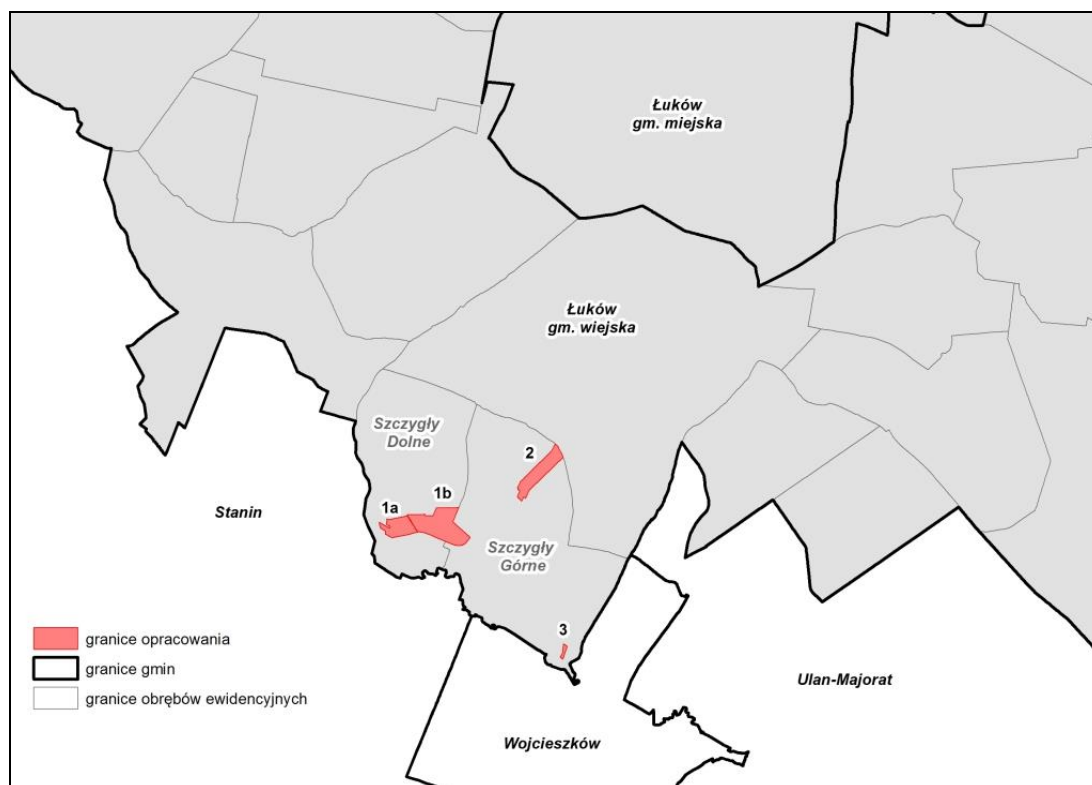 Łuków
gm. miejska
Łuków
gm. wiejska
Szczygły
Dolne
2
1b
1a
Stanin
Szczygły
Górne
3
granice opracowania
granice gmin
granice obrębów ewidencyjnych
Ulan-Majorat
Wojcieszków